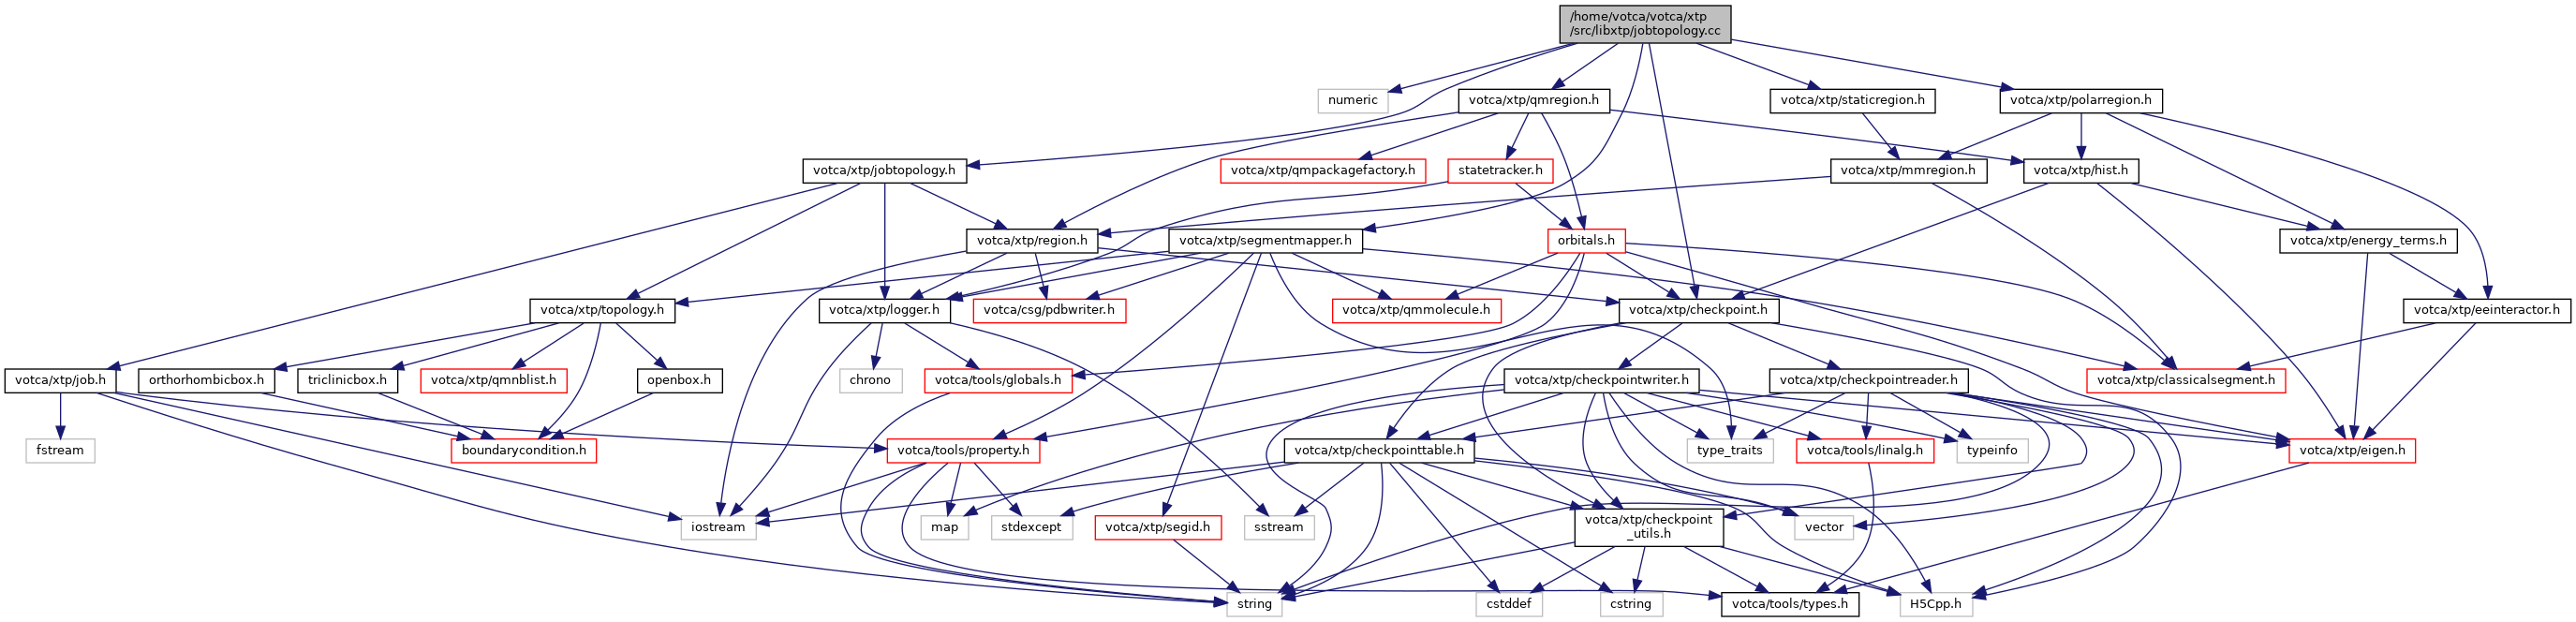 /home/votca/votca/xtp
/src/libxtp/jobtopology.cc
numeric
votca/xtp/qmregion.h
votca/xtp/staticregion.h
votca/xtp/polarregion.h
votca/xtp/jobtopology.h
votca/xtp/qmpackagefactory.h
statetracker.h
votca/xtp/mmregion.h
votca/xtp/hist.h
votca/xtp/region.h
votca/xtp/segmentmapper.h
orbitals.h
votca/xtp/energy_terms.h
votca/xtp/topology.h
votca/xtp/logger.h
votca/csg/pdbwriter.h
votca/xtp/qmmolecule.h
votca/xtp/checkpoint.h
votca/xtp/eeinteractor.h
votca/xtp/job.h
orthorhombicbox.h
triclinicbox.h
votca/xtp/qmnblist.h
openbox.h
chrono
votca/tools/globals.h
votca/xtp/checkpointwriter.h
votca/xtp/checkpointreader.h
votca/xtp/classicalsegment.h
fstream
boundarycondition.h
votca/tools/property.h
votca/xtp/checkpointtable.h
type_traits
votca/tools/linalg.h
typeinfo
votca/xtp/eigen.h
iostream
map
stdexcept
votca/xtp/segid.h
sstream
votca/xtp/checkpoint
_utils.h
vector
string
cstddef
cstring
votca/tools/types.h
H5Cpp.h